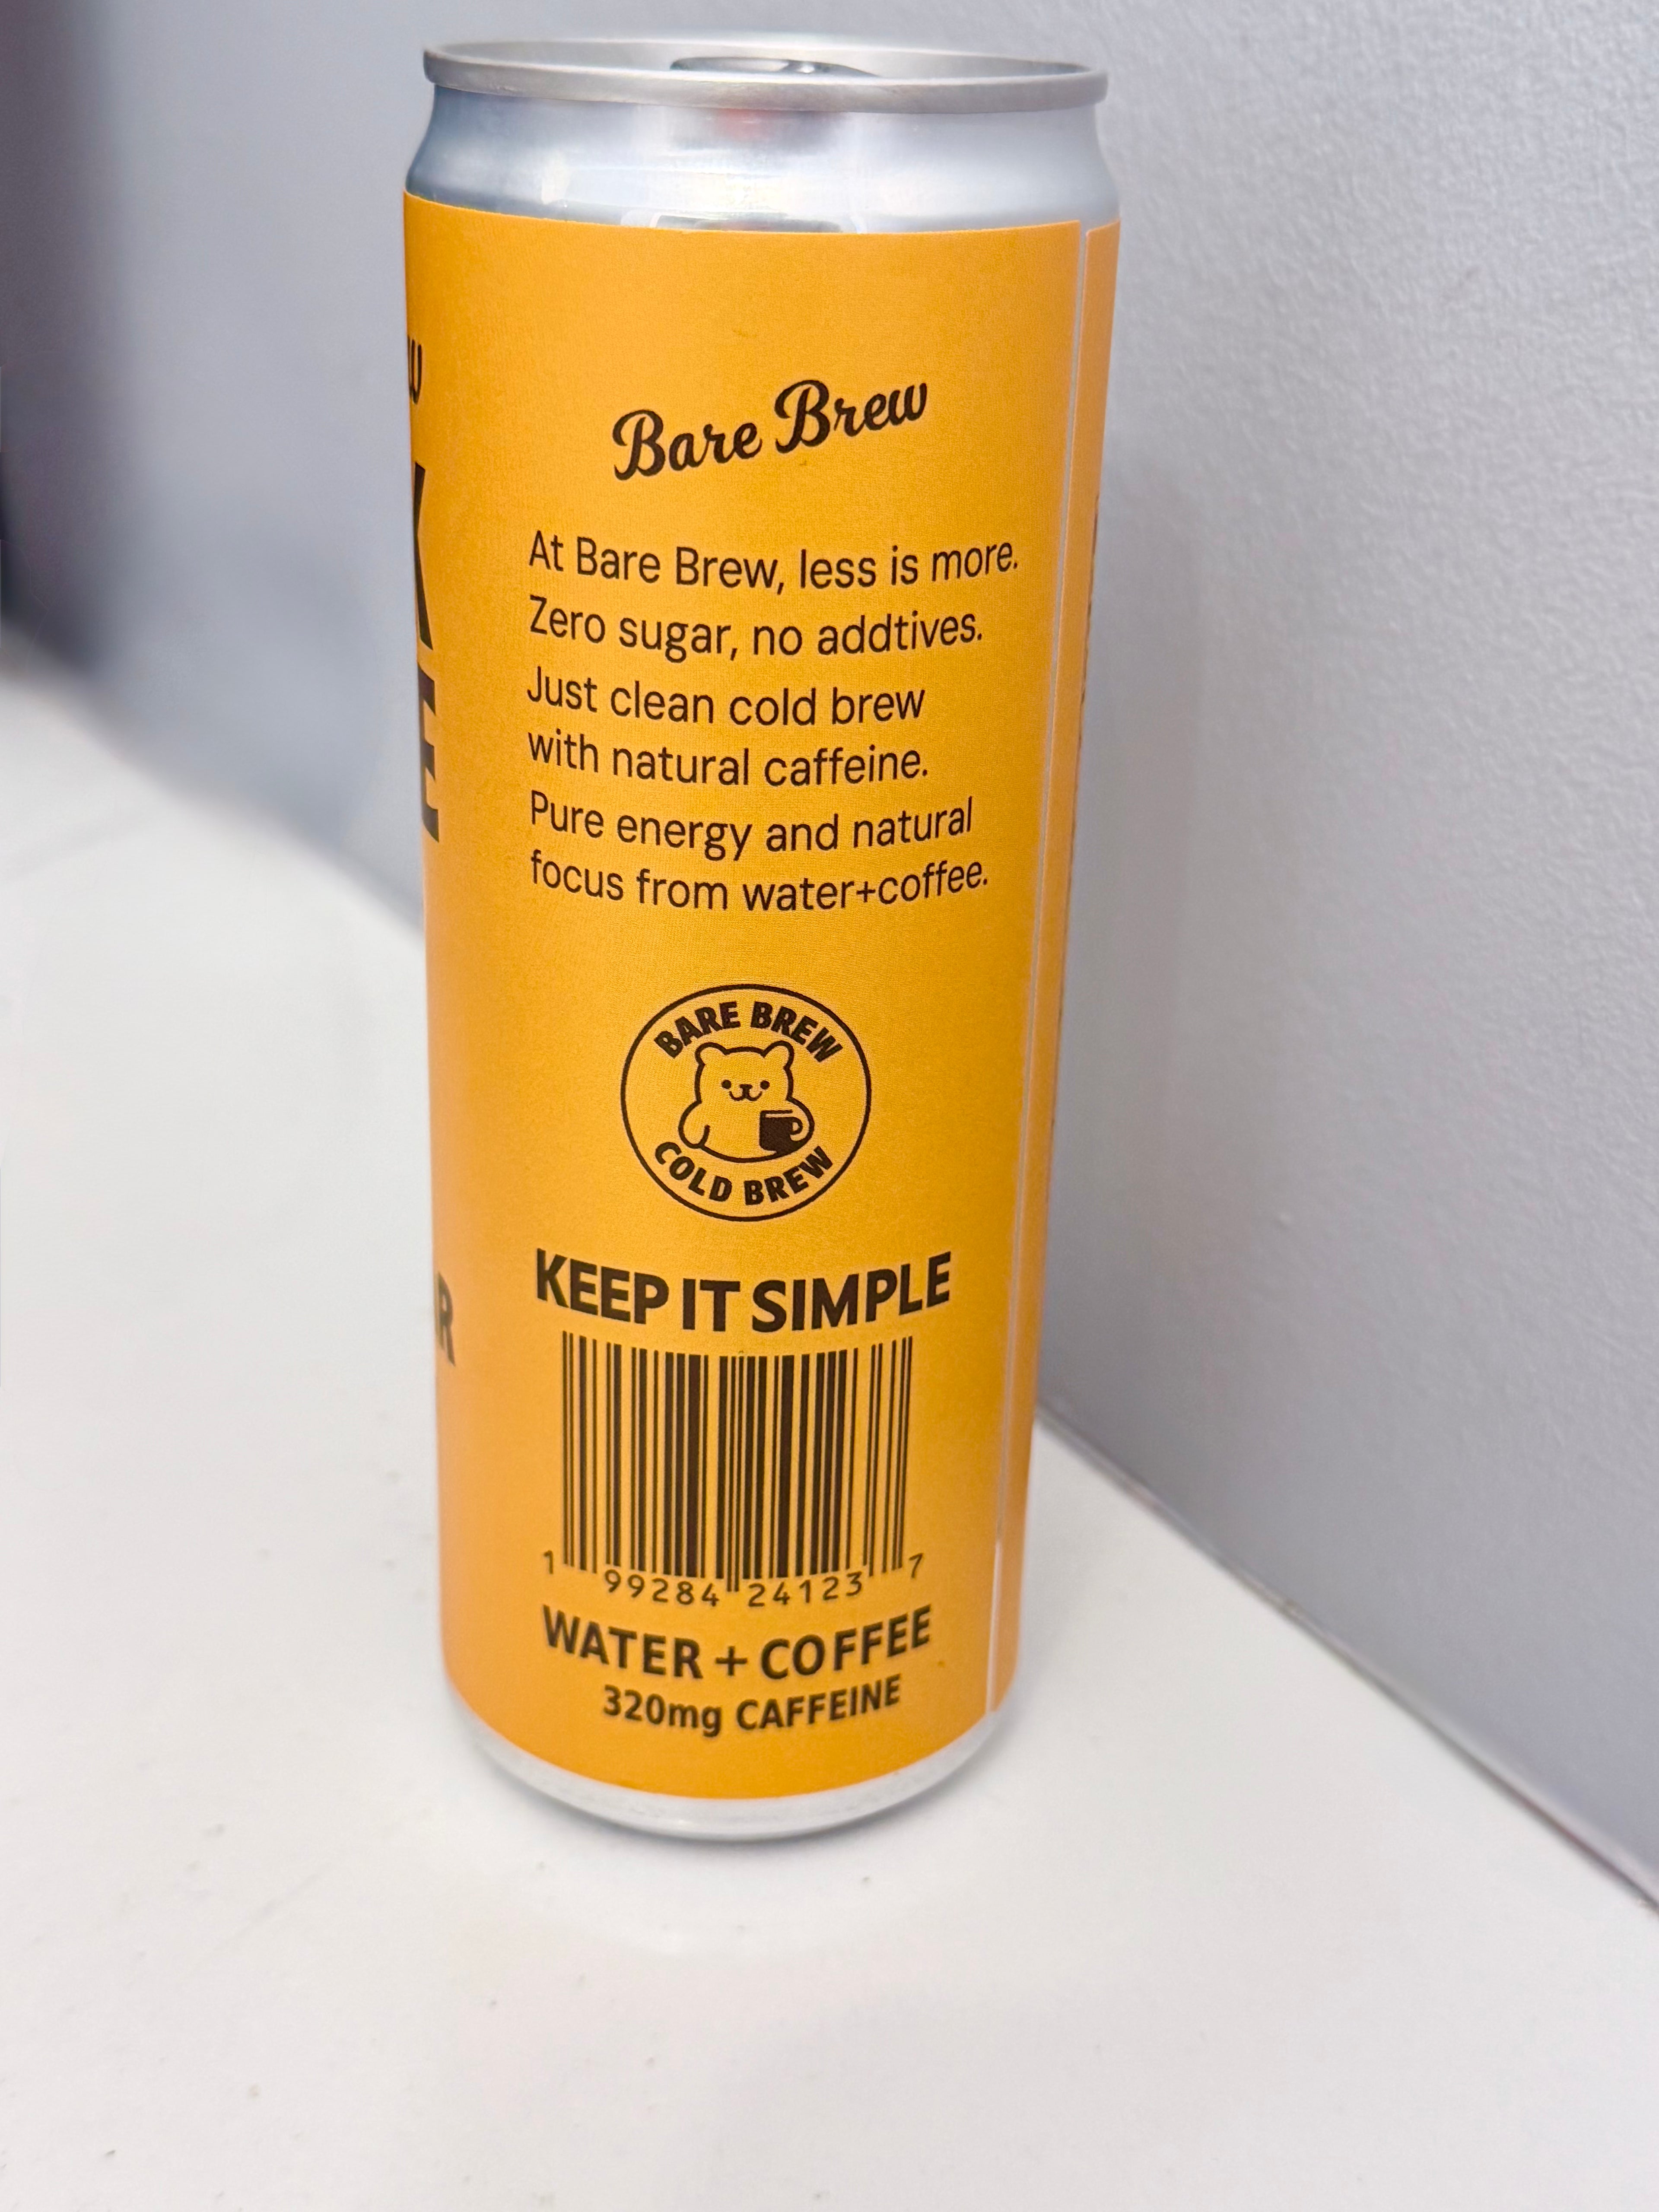 Bare Brew
At Bare Brew, less is more.
Zero sugar, no addtives.
Just clean cold brew
with natural caffeine.
Pure energy and natural
focus from water+coffee.
BARE BREW
COLD BREW
KEEP IT SIMPLE
1 99284 24123 7
WATER + COFFEE
320mg CAFFEINE